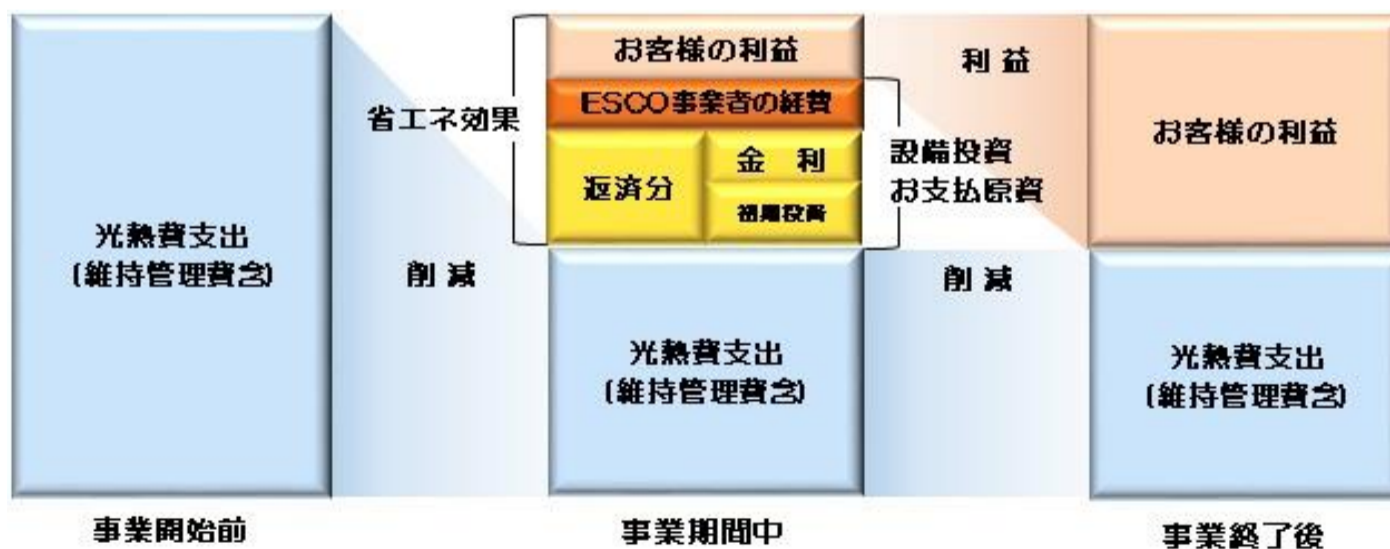 光熱費支出
(維持管理費含)
事業開始前
省エネ効果
削 減
お客様の利益
ESCO事業者の経費
返済分
金 利
初期投資
光熱費支出
(維持管理費含)
事業期間中
利 益
設備投資
お支払原資
削 減
お客様の利益
光熱費支出
(維持管理費含)
事業終了後